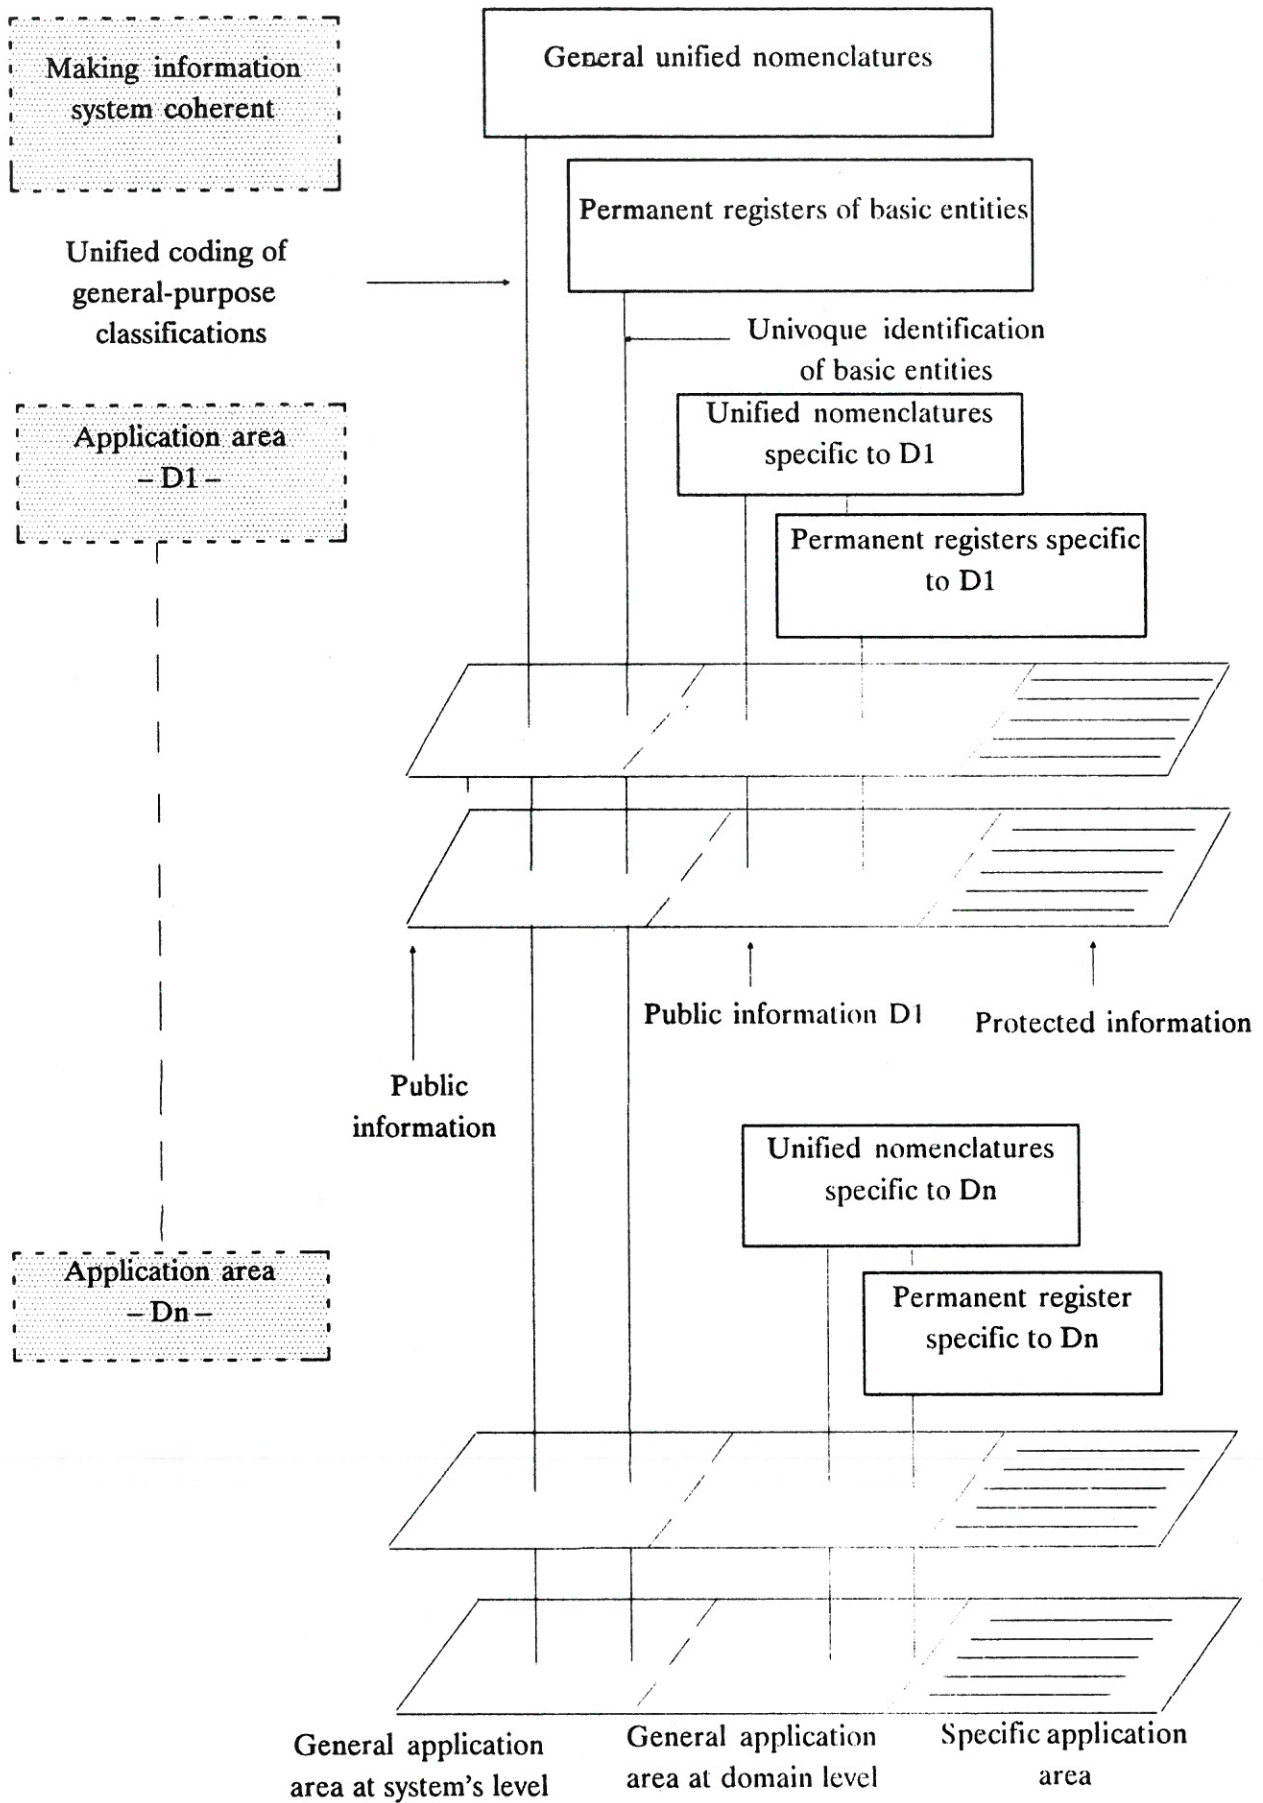 Making information
system coherent
General unified nomenclatures
Permanent registers of basic entities
Unified coding of
general-purpose
classifications
Univoque identification
of basic entities
Application area
– D1 –
Unified nomenclatures
specific to D1
Permanent registers specific
to D1
Public information D1
Protected information
Public
information
Unified nomenclatures
specific to Dn
Application area
– Dn –
Permanent register
specific to Dn
General application
area at system's level
General application
area at domain level
Specific application
area